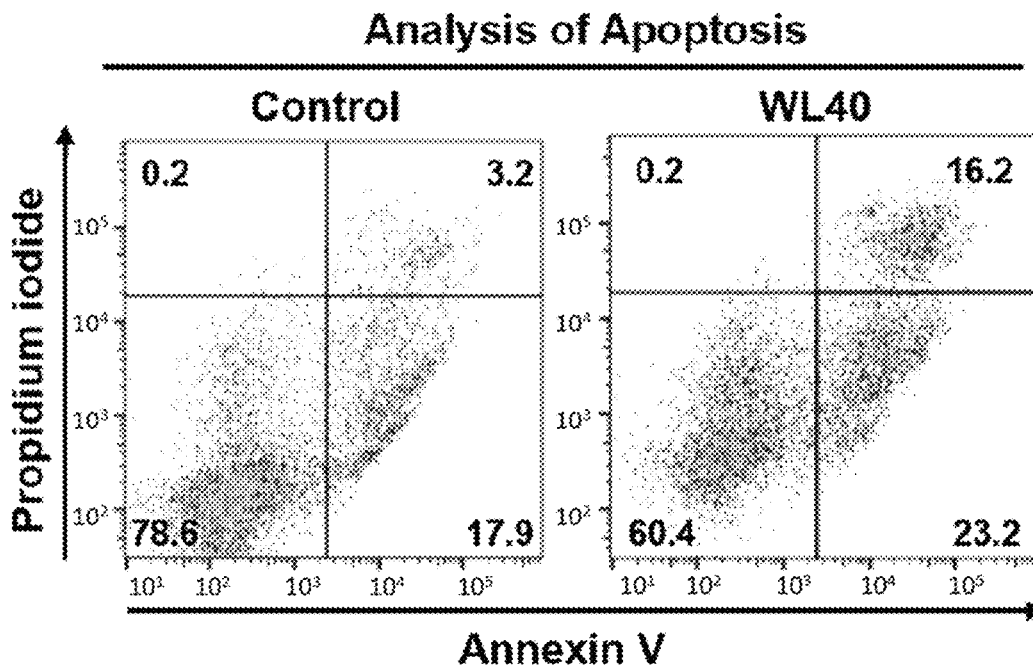 Analysis of Apoptosis
Control
WL40
0.2
3.2
0.2
16.2
10⁵
10⁵
10⁴
10⁴
10³
10³
10²
10²
78.6
17.9
60.4
23.2
10¹ 10² 10³ 10⁴ 10⁵
10¹ 10² 10³ 10⁴ 10⁵
Propidium iodide
Annexin V